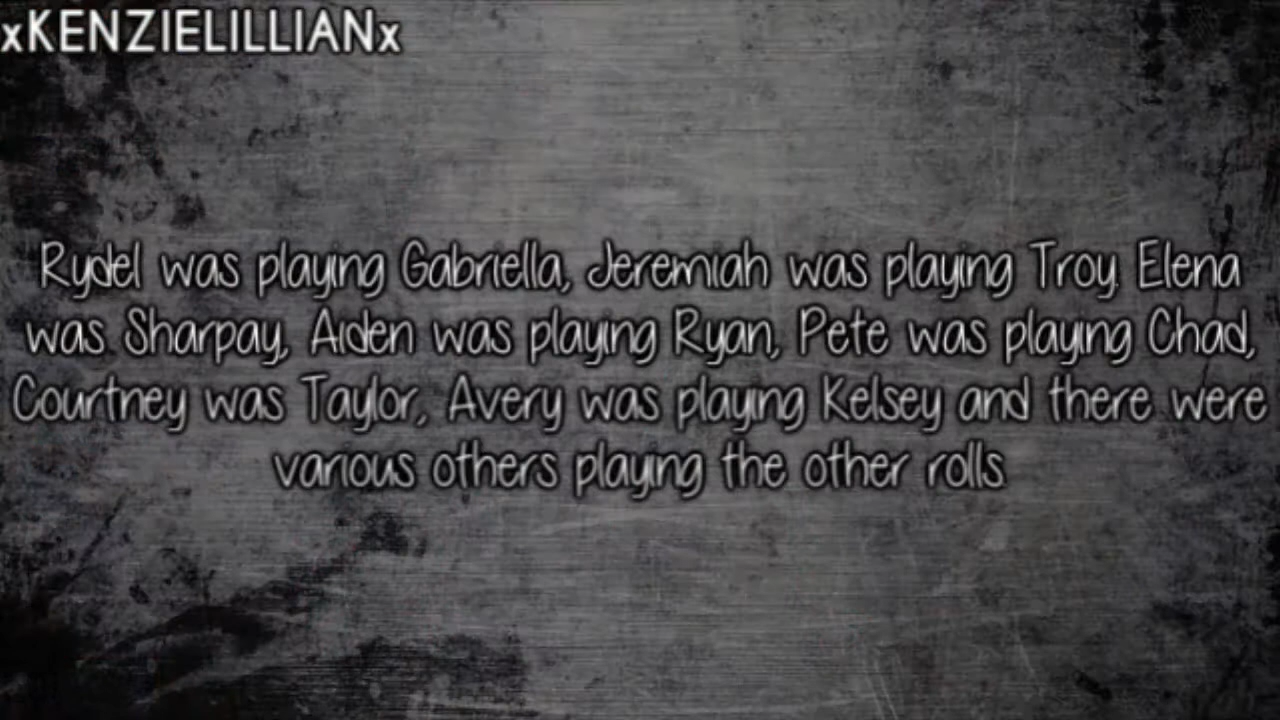 xKENZIELILLIANx
Rydel was playing Gabriella, Jeremiah was playing Troy. Elena
was Sharpay, Aiden was playing Ryan, Pete was playing Chad,
Courtney was Taylor, Avery was playing Kelsey and there were
various others playing the other rolls.